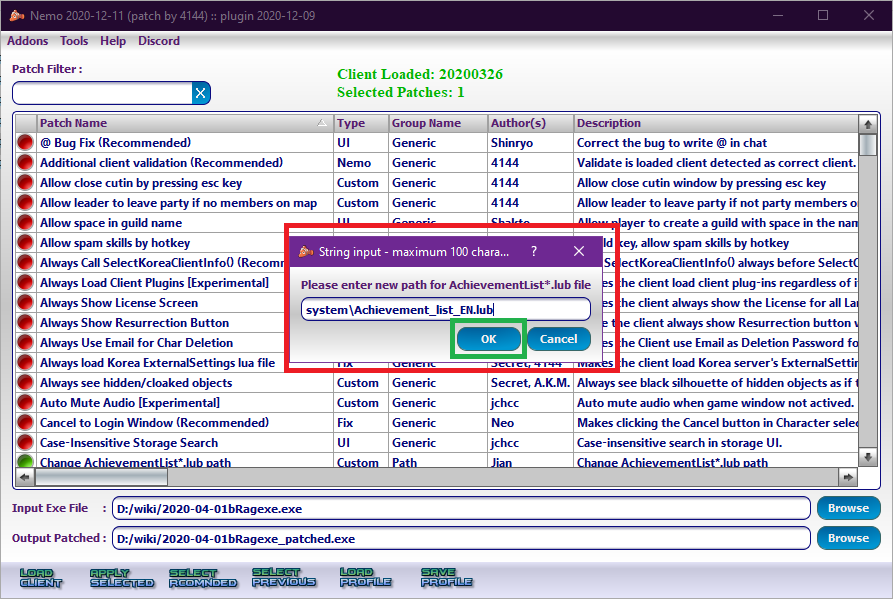 Nemo 2020-12-11 (patch by 4144) :: plugin 2020-12-09
Addons Tools Help Discord
Patch Filter :
X
Client Loaded: 20200326
Selected Patches: 1
Patch Name Type Group Name Author(s) Description
@ Bug Fix (Recommended) UI Generic Shinryo Correct the bug to write @ in chat
Additional client validation (Recommended) Nemo Generic 4144 Validate is loaded client detected as correct client.
Allow close cutin by pressing esc key Custom Generic 4144 Allow close cutin window by pressing esc key
Allow leader to leave party if no members on map Custom Generic 4144 Allow leader to leave party if not party members o
Allow space in guild name UI Generic Shakto Allow player to create a guild with space in the nam
Allow spam skills by hotkey d key, allow spam skills by hotkey
Always Call SelectKoreaClientInfo() (Recom SelectKoreaClientInfo() always before SelectC
Always Load Client Plugins [Experimental] es the client load client plug-ins regardless of i
Always Show License Screen es the client always show the License for all La
Always Show Resurrection Button e the client always show Resurrection button w
Always Use Email for Char Deletion es the Client use Email as Deletion Password fo
Always load Korea ExternalSettings lua file Fix Generic Secret, 4144 Makes the client load Korea server's ExternalSettin
Always see hidden/cloaked objects Custom Generic Secret, A.K.M. Always see black silhouette of hidden objects as if t
Auto Mute Audio [Experimental] Custom Generic jchcc Auto mute audio when game window not actived.
Cancel to Login Window (Recommended) Fix Generic Neo Makes clicking the Cancel button in Character selec
Case-Insensitive Storage Search UI Generic jchcc Case-insensitive search in storage UI.
Change AchievementList*.lub path Custom Path Jian Change AchievementList*.lub path
String input - maximum 100 chara... ?
Please enter new path for AchievementList*.lub file
system\Achievement_list_EN.lub
OK Cancel
Input Exe File : D:/wiki/2020-04-01bRagexe.exe Browse
Output Patched : D:/wiki/2020-04-01bRagexe_patched.exe Browse
LOAD CLIENT APPLY SELECTED SELECT RECOMNDED SELECT PREVIOUS LOAD PROFILE SAVE PROFILE